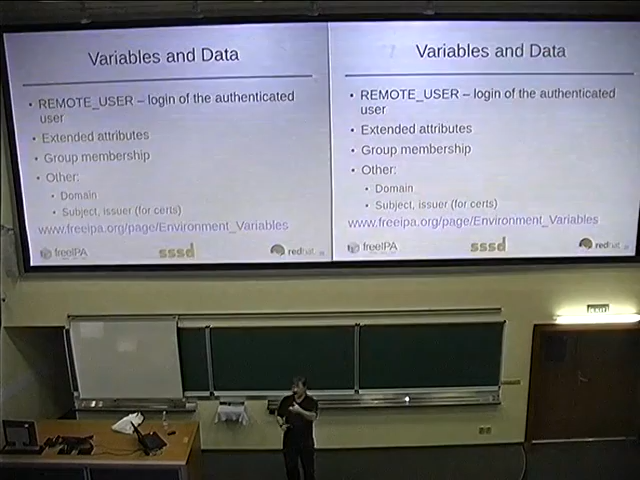 Variables and Data
• REMOTE_USER – login of the authenticated
user
• Extended attributes
• Group membership
• Other:
• Domain
• Subject, issuer (for certs)
www.freeipa.org/page/Environment_Variables
freeIPA
sssd
redhat
Variables and Data
• REMOTE_USER – login of the authenticated
user
• Extended attributes
• Group membership
• Other:
• Domain
• Subject, issuer (for certs)
www.freeipa.org/page/Environment_Variables
freeIPA
sssd
redhat